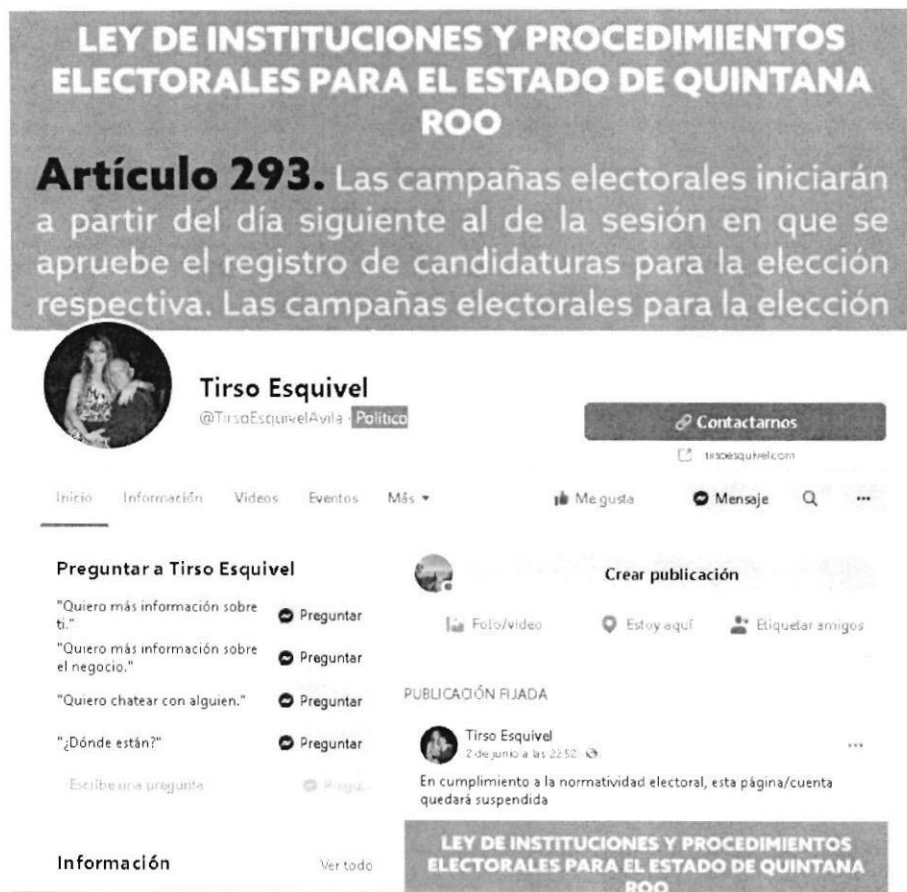 LEY DE INSTITUCIONES Y PROCEDIMIENTOS
ELECTORALES PARA EL ESTADO DE QUINTANA
ROO
Artículo 293. Las campañas electorales iniciarán
a partir del día siguiente al de la sesión en que se
apruebe el registro de candidaturas para la elección
respectiva. Las campañas electorales para la elección
Tirso Esquivel
@TirsoEsquivelAvila · Político
Contactarnos
tirsoesquivel.com
Inicio Información Videos Eventos Más
Me gusta Mensaje
Preguntar a Tirso Esquivel
"Quiero más información sobre
ti." Preguntar
"Quiero más información sobre
el negocio." Preguntar
"Quiero chatear con alguien." Preguntar
"¿Dónde están?" Preguntar
Escribe una pregunta
Información Ver todo
Crear publicación
Foto/video Estoy aquí Etiquetar amigos
PUBLICACIÓN FIJADA
Tirso Esquivel
2 de junio a las 22:52
En cumplimiento a la normatividad electoral, esta página/cuenta
quedará suspendida
LEY DE INSTITUCIONES Y PROCEDIMIENTOS
ELECTORALES PARA EL ESTADO DE QUINTANA
ROO